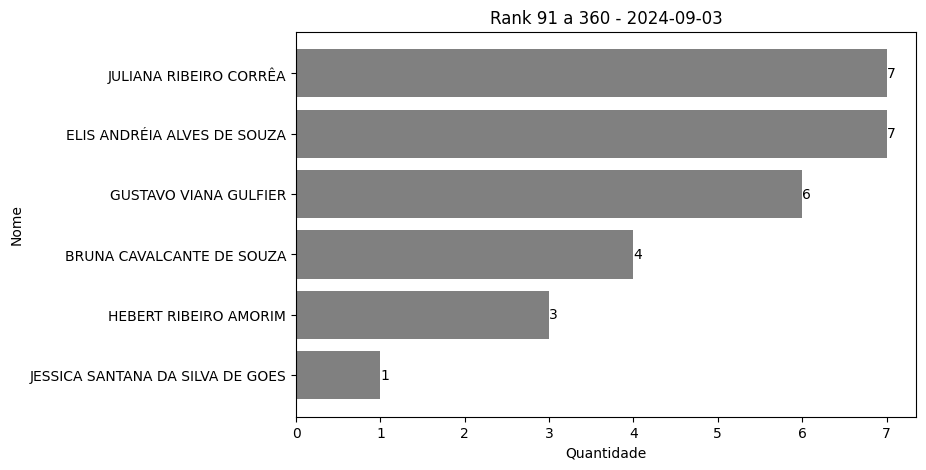 Rank 91 a 360 - 2024-09-03
Nome
JULIANA RIBEIRO CORRÊA
7
ELIS ANDRÉIA ALVES DE SOUZA
7
GUSTAVO VIANA GULFIER
6
BRUNA CAVALCANTE DE SOUZA
4
HEBERT RIBEIRO AMORIM
3
JESSICA SANTANA DA SILVA DE GOES
1
0 1 2 3 4 5 6 7
Quantidade